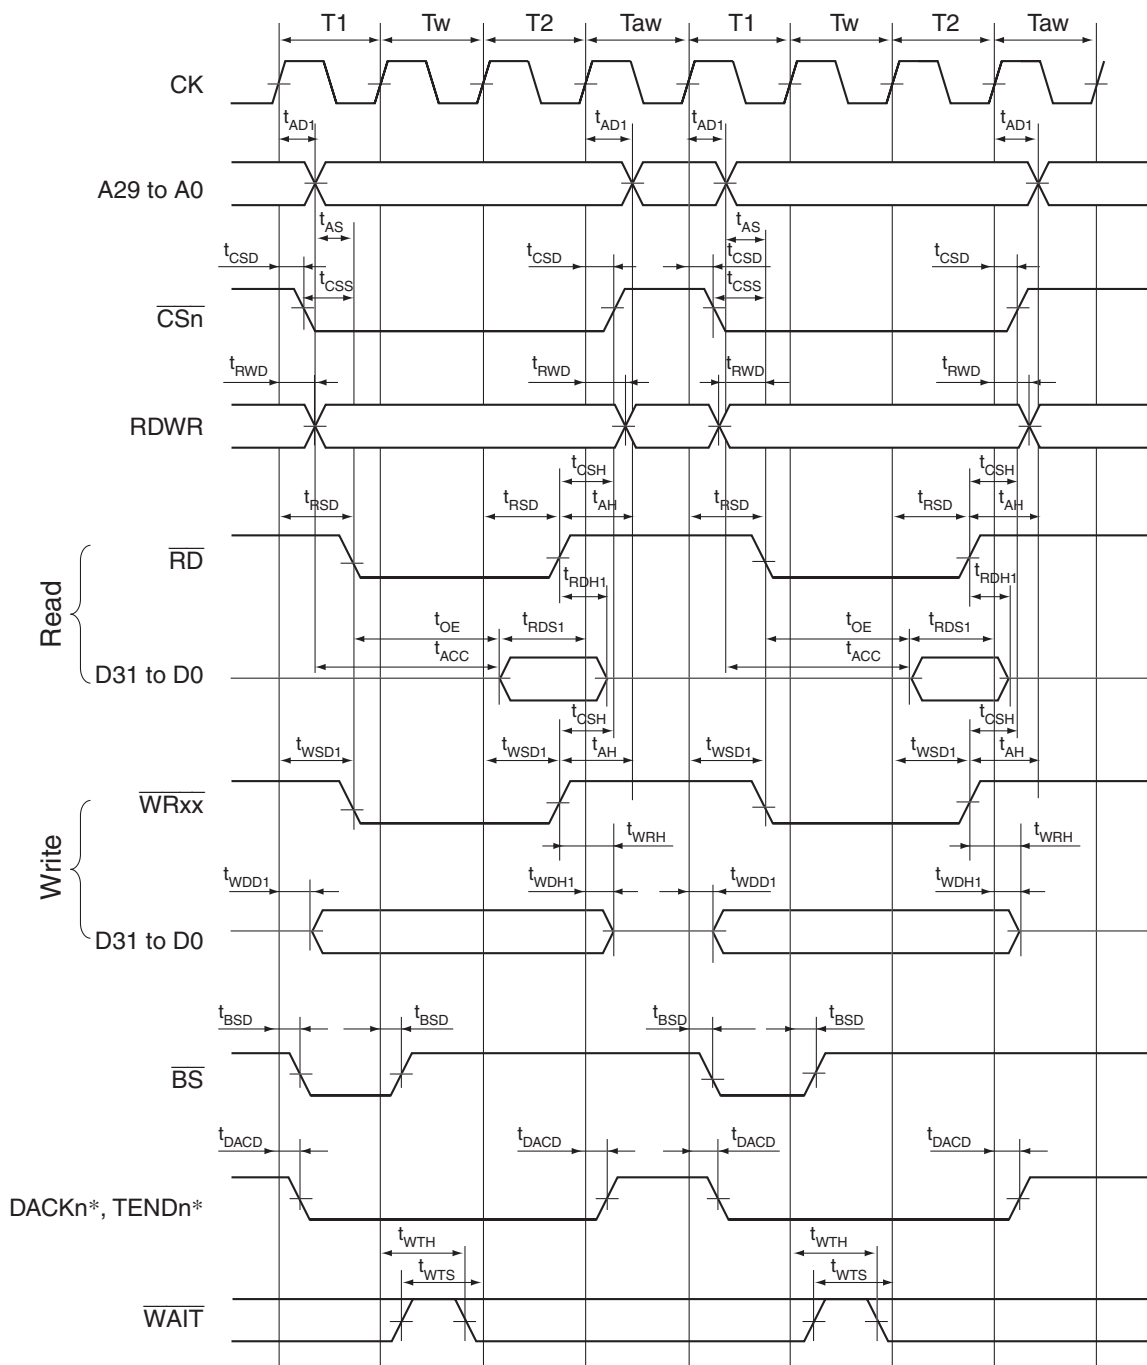 T1 Tw T2 Taw T1 Tw T2 Taw
CK
tAD1 tAD1 tAD1 tAD1
A29 to A0
tAS tAS
tCSD tCSD tCSD tCSD
tCSS tCSS
CSn
tRWD tRWD tRWD tRWD
RDWR
tCSH tCSH
tRSD tRSD tAH tRSD tRSD tAH
RD
tRDH1 tRDH1
Read
tOE tRDS1 tOE tRDS1
tACC tACC
D31 to D0
tCSH tCSH
tWSD1 tWSD1 tAH tWSD1 tWSD1 tAH
WRxx
tWRH tWRH
Write
tWDD1 tWDH1 tWDD1 tWDH1
D31 to D0
tBSD tBSD tBSD tBSD
BS
tDACD tDACD tDACD tDACD
DACKn*, TENDn*
tWTH tWTH
tWTS tWTS
WAIT